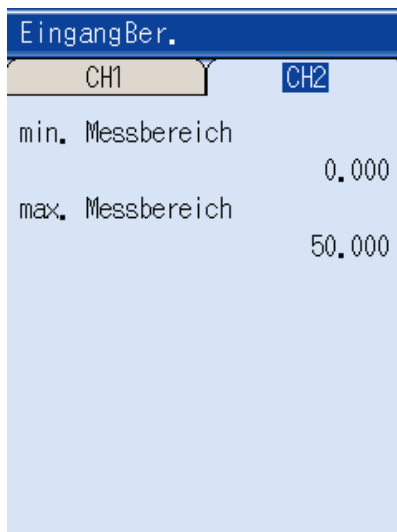 EingangBer.
CH1 CH2
min. Messbereich
0.000
max. Messbereich
50.000